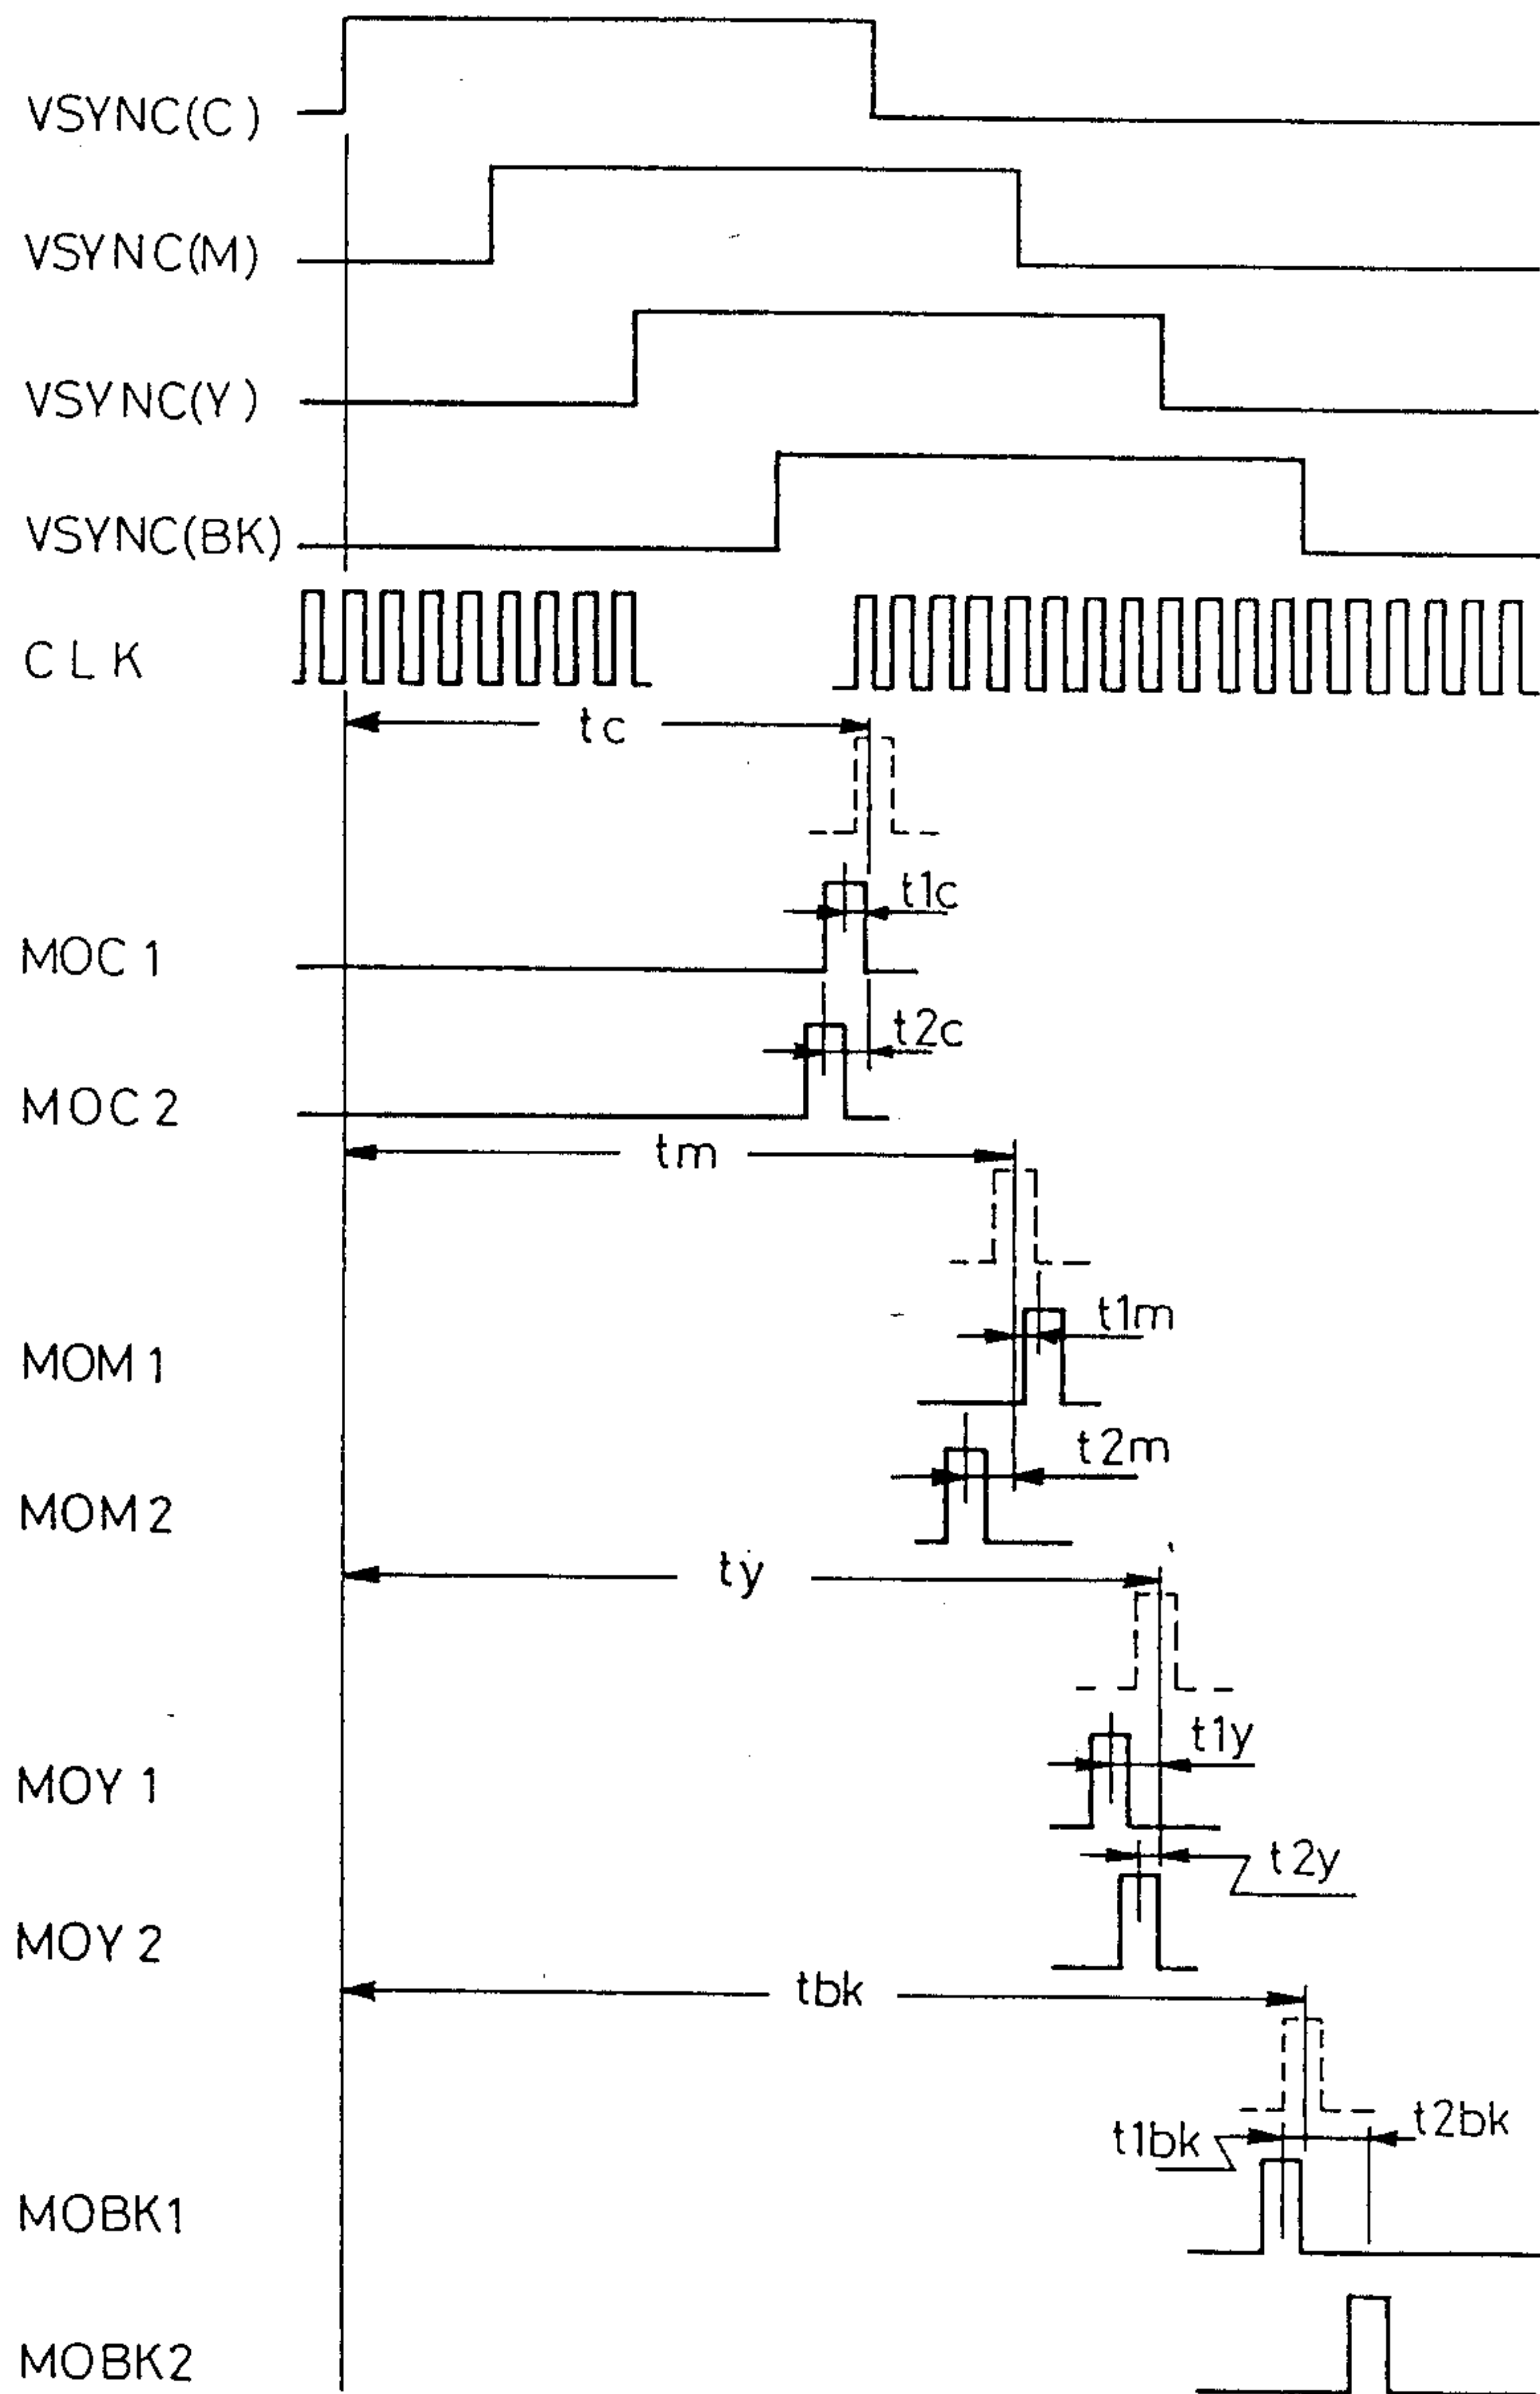 VSYNC(C)
VSYNC(M)
VSYNC(Y)
VSYNC(BK)
CLK
tc
t1c
MOC 1
t2c
MOC 2
tm
t1m
MOM 1
t2m
MOM 2
ty
t1y
MOY 1
t2y
MOY 2
tbk
t1bk
t2bk
MOBK1
MOBK2